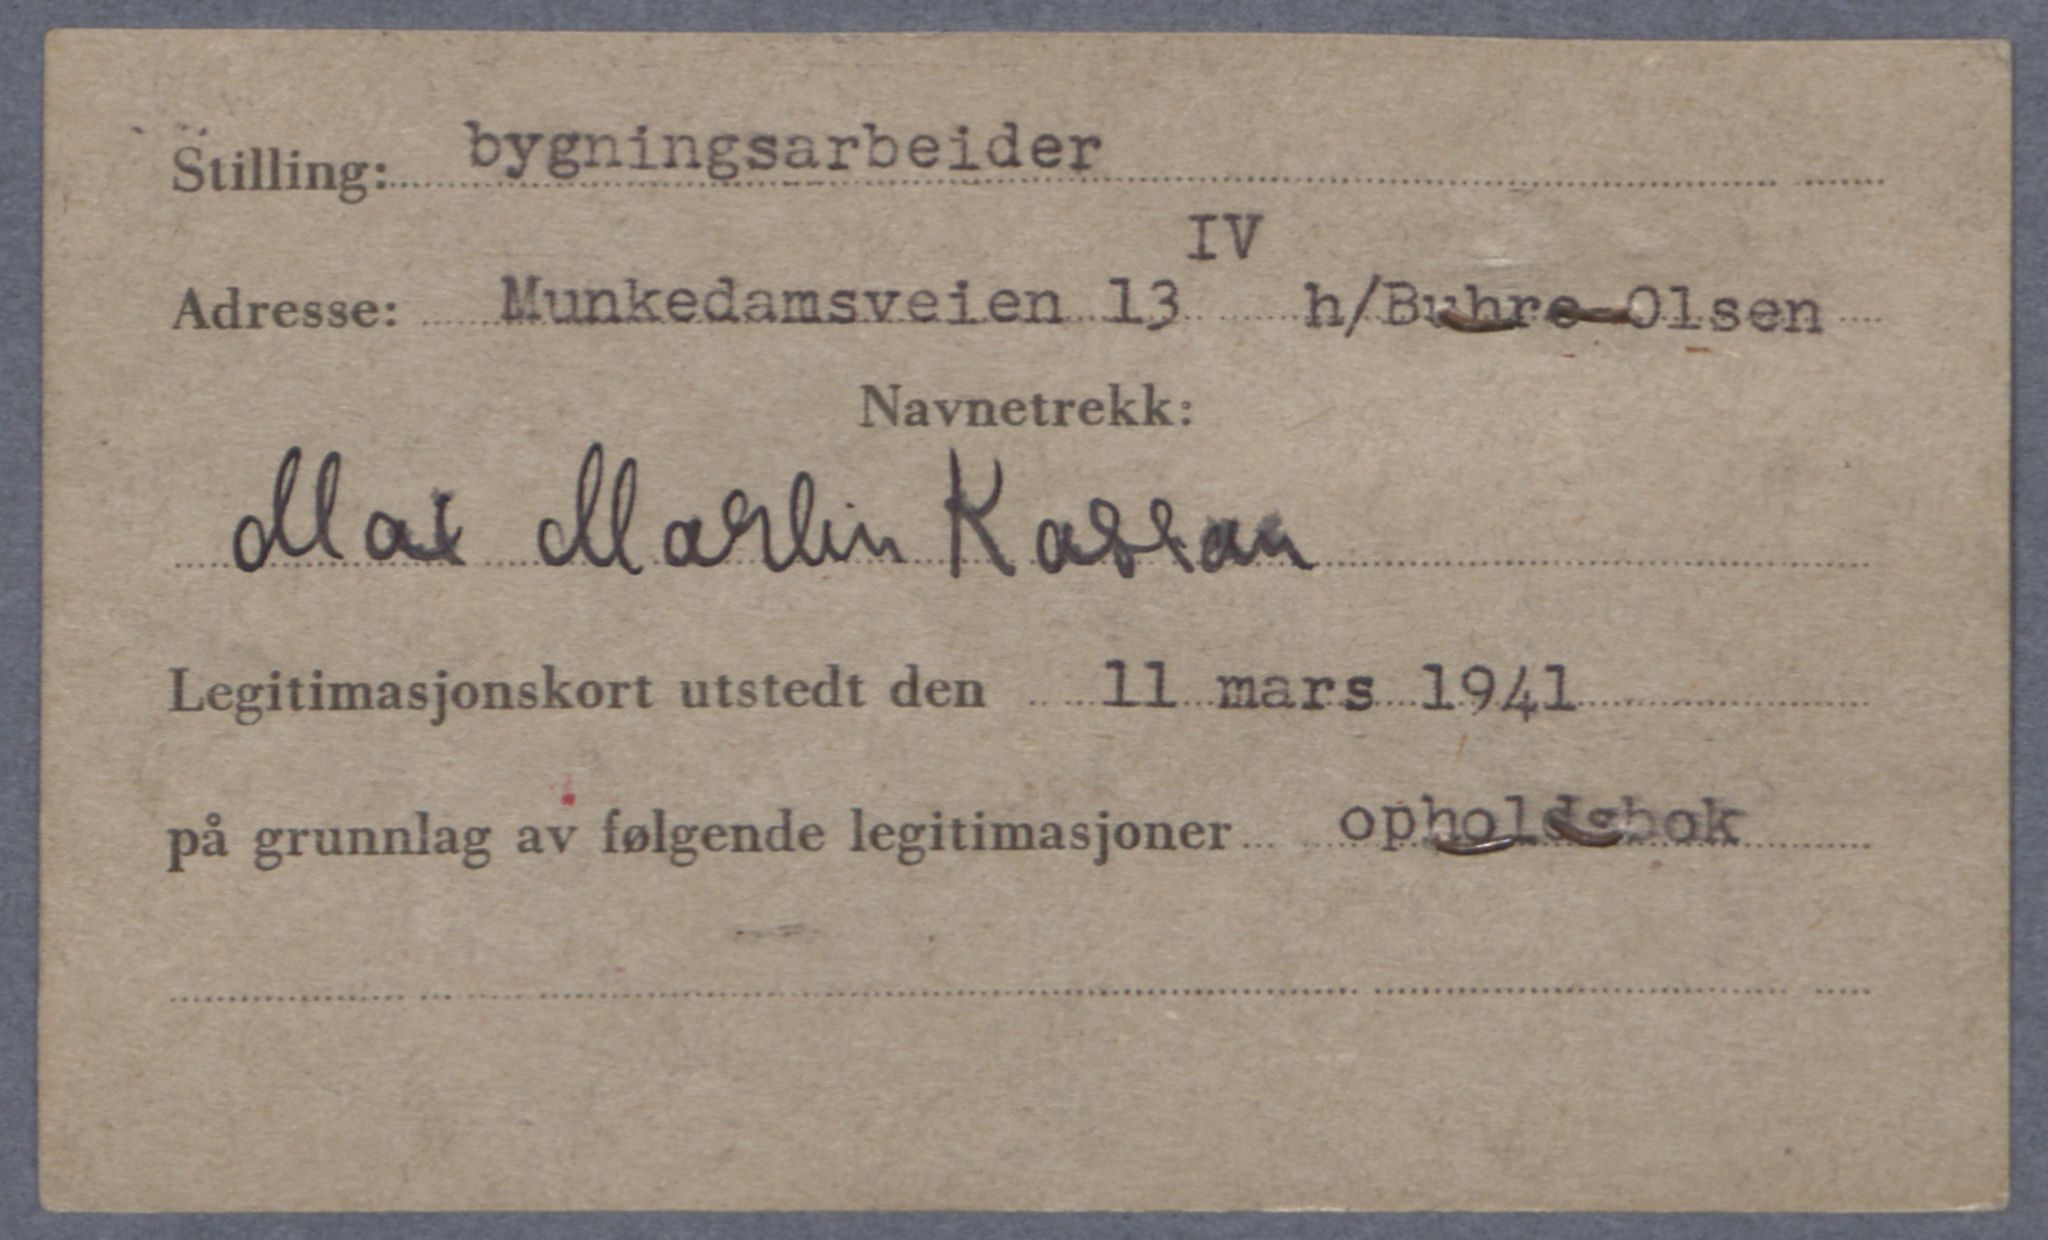 Stilling: bygningsarbeider
Adresse: Munkedamsveien 13 IV h/Buhre-Olsen
Navnetrekk:
Max Martin Kassan
Legitimasjonskort utstedt den 11 mars 1941
på grunnlag av følgende legitimasjoner opholdsbok